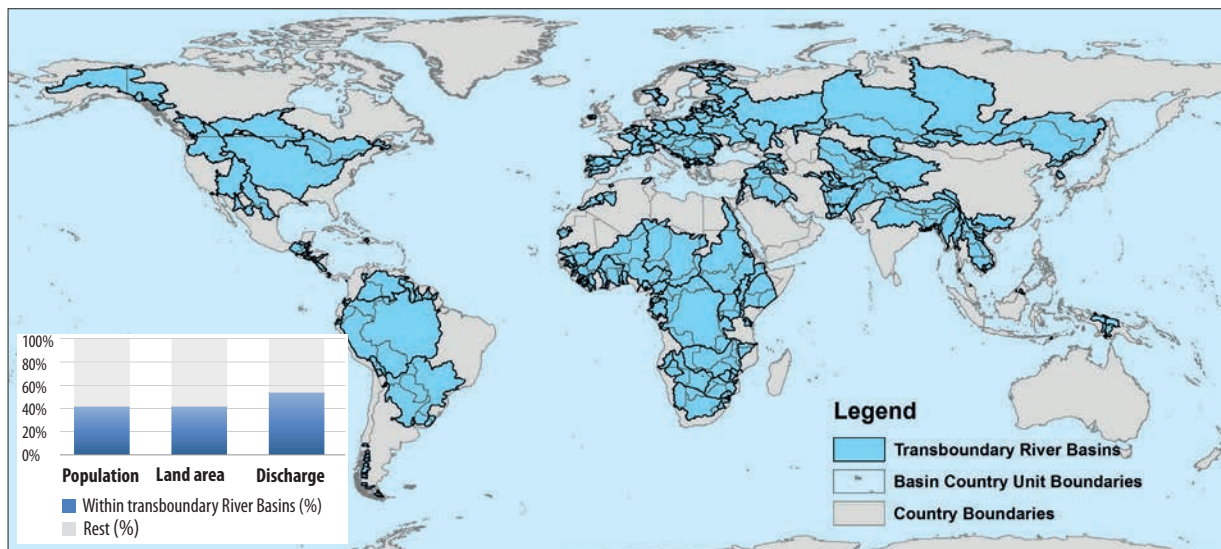 100%
80%
60%
40%
20%
0%
Population Land area Discharge
Within transboundary River Basins (%)
Rest (%)
Legend
Transboundary River Basins
Basin Country Unit Boundaries
Country Boundaries